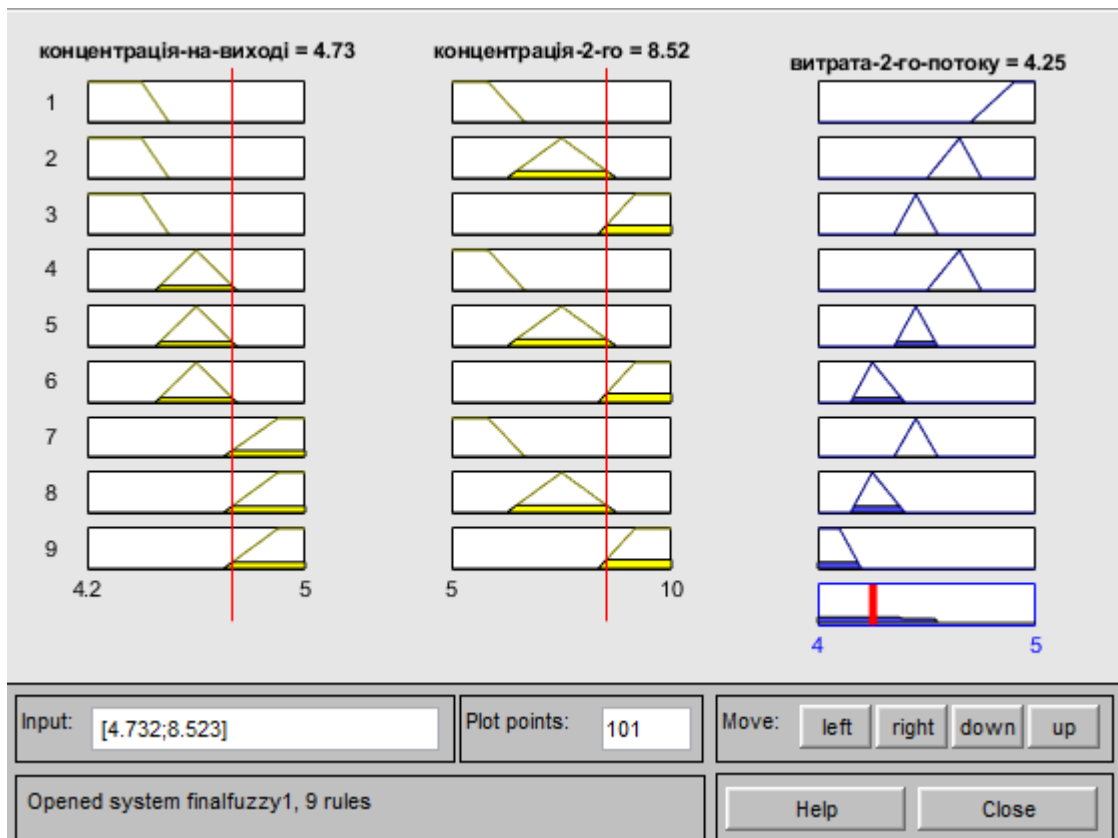 концентрація-на-виході = 4.73
концентрація-2-го = 8.52
витрата-2-го-потоку = 4.25
1
2
3
4
5
6
7
8
9
4.2
5
5
10
4
5
Input:
[4.732;8.523]
Plot points:
101
Move:
left
right
down
up
Opened system finalfuzzy1, 9 rules
Help
Close